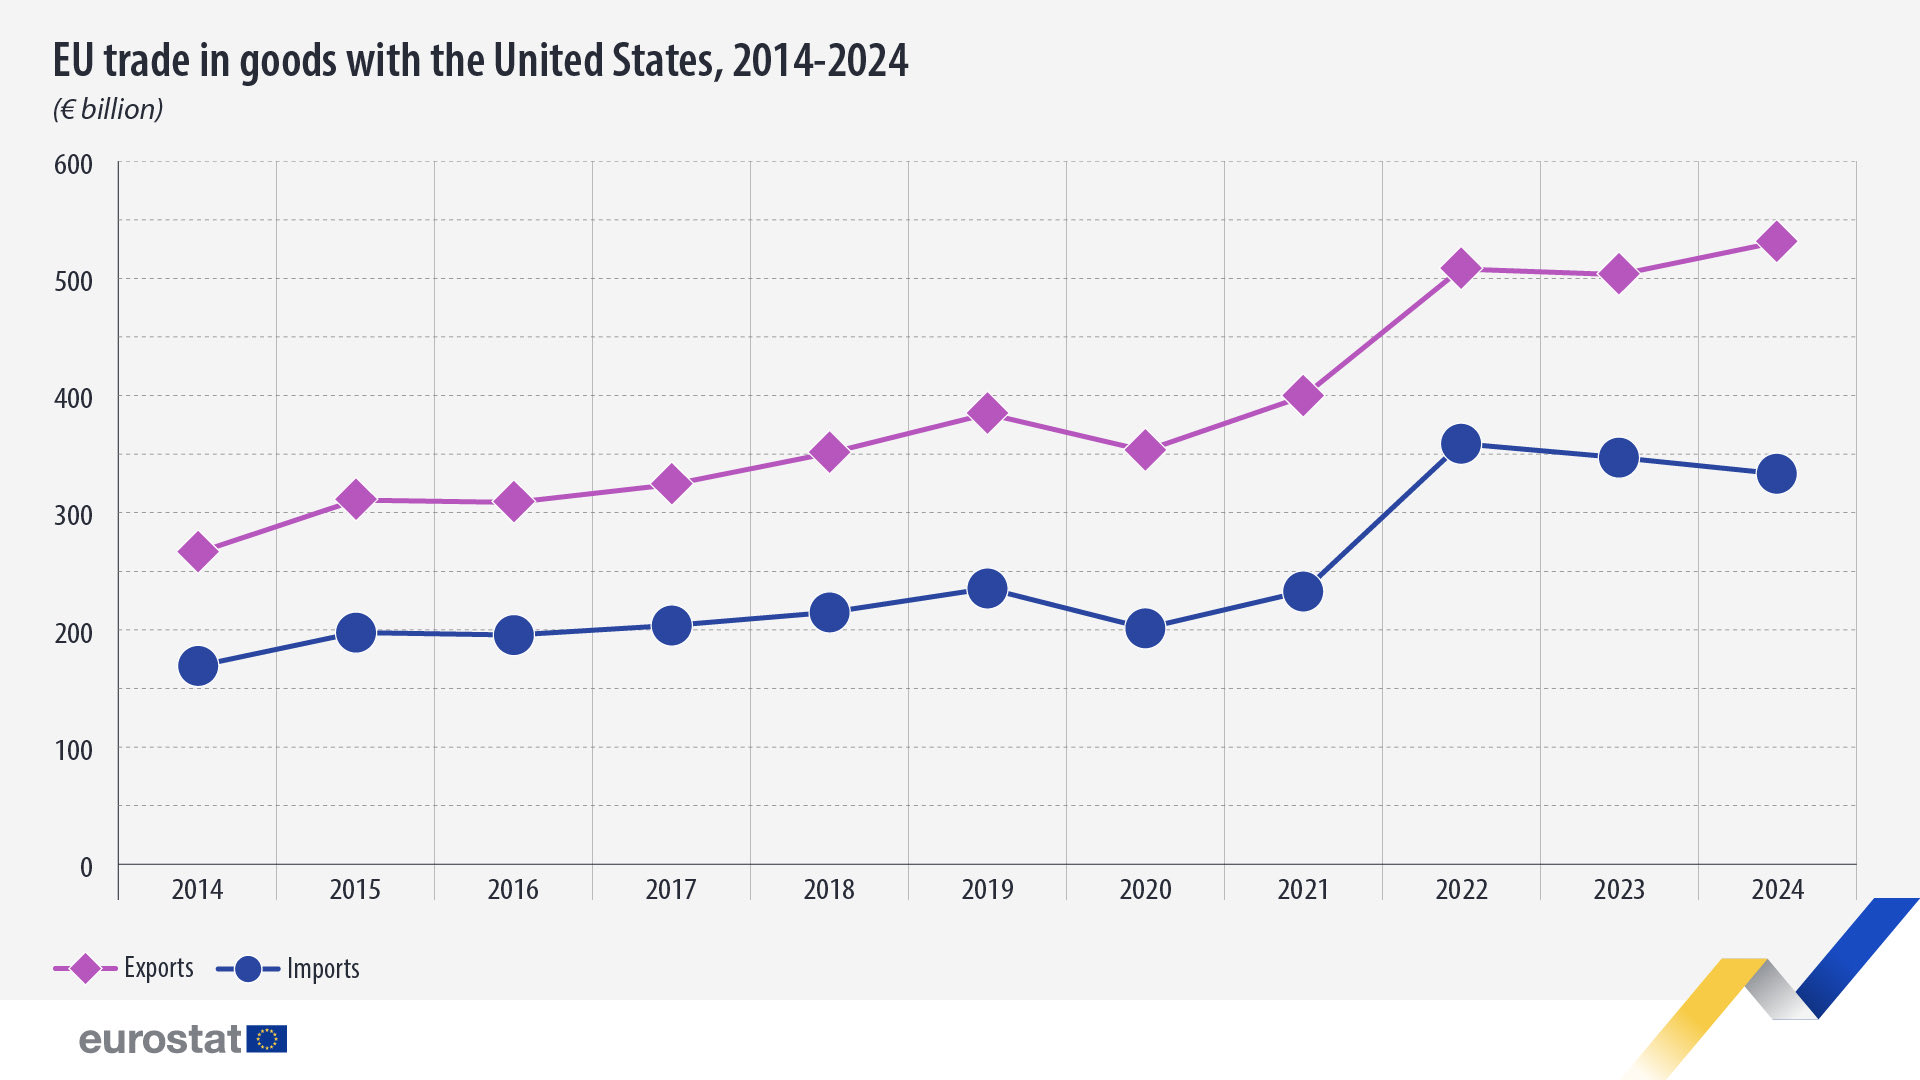 EU trade in goods with the United States, 2014-2024
(€ billion)
600
500
400
300
200
100
0
2014 2015 2016 2017 2018 2019 2020 2021 2022 2023 2024
Exports Imports
eurostat